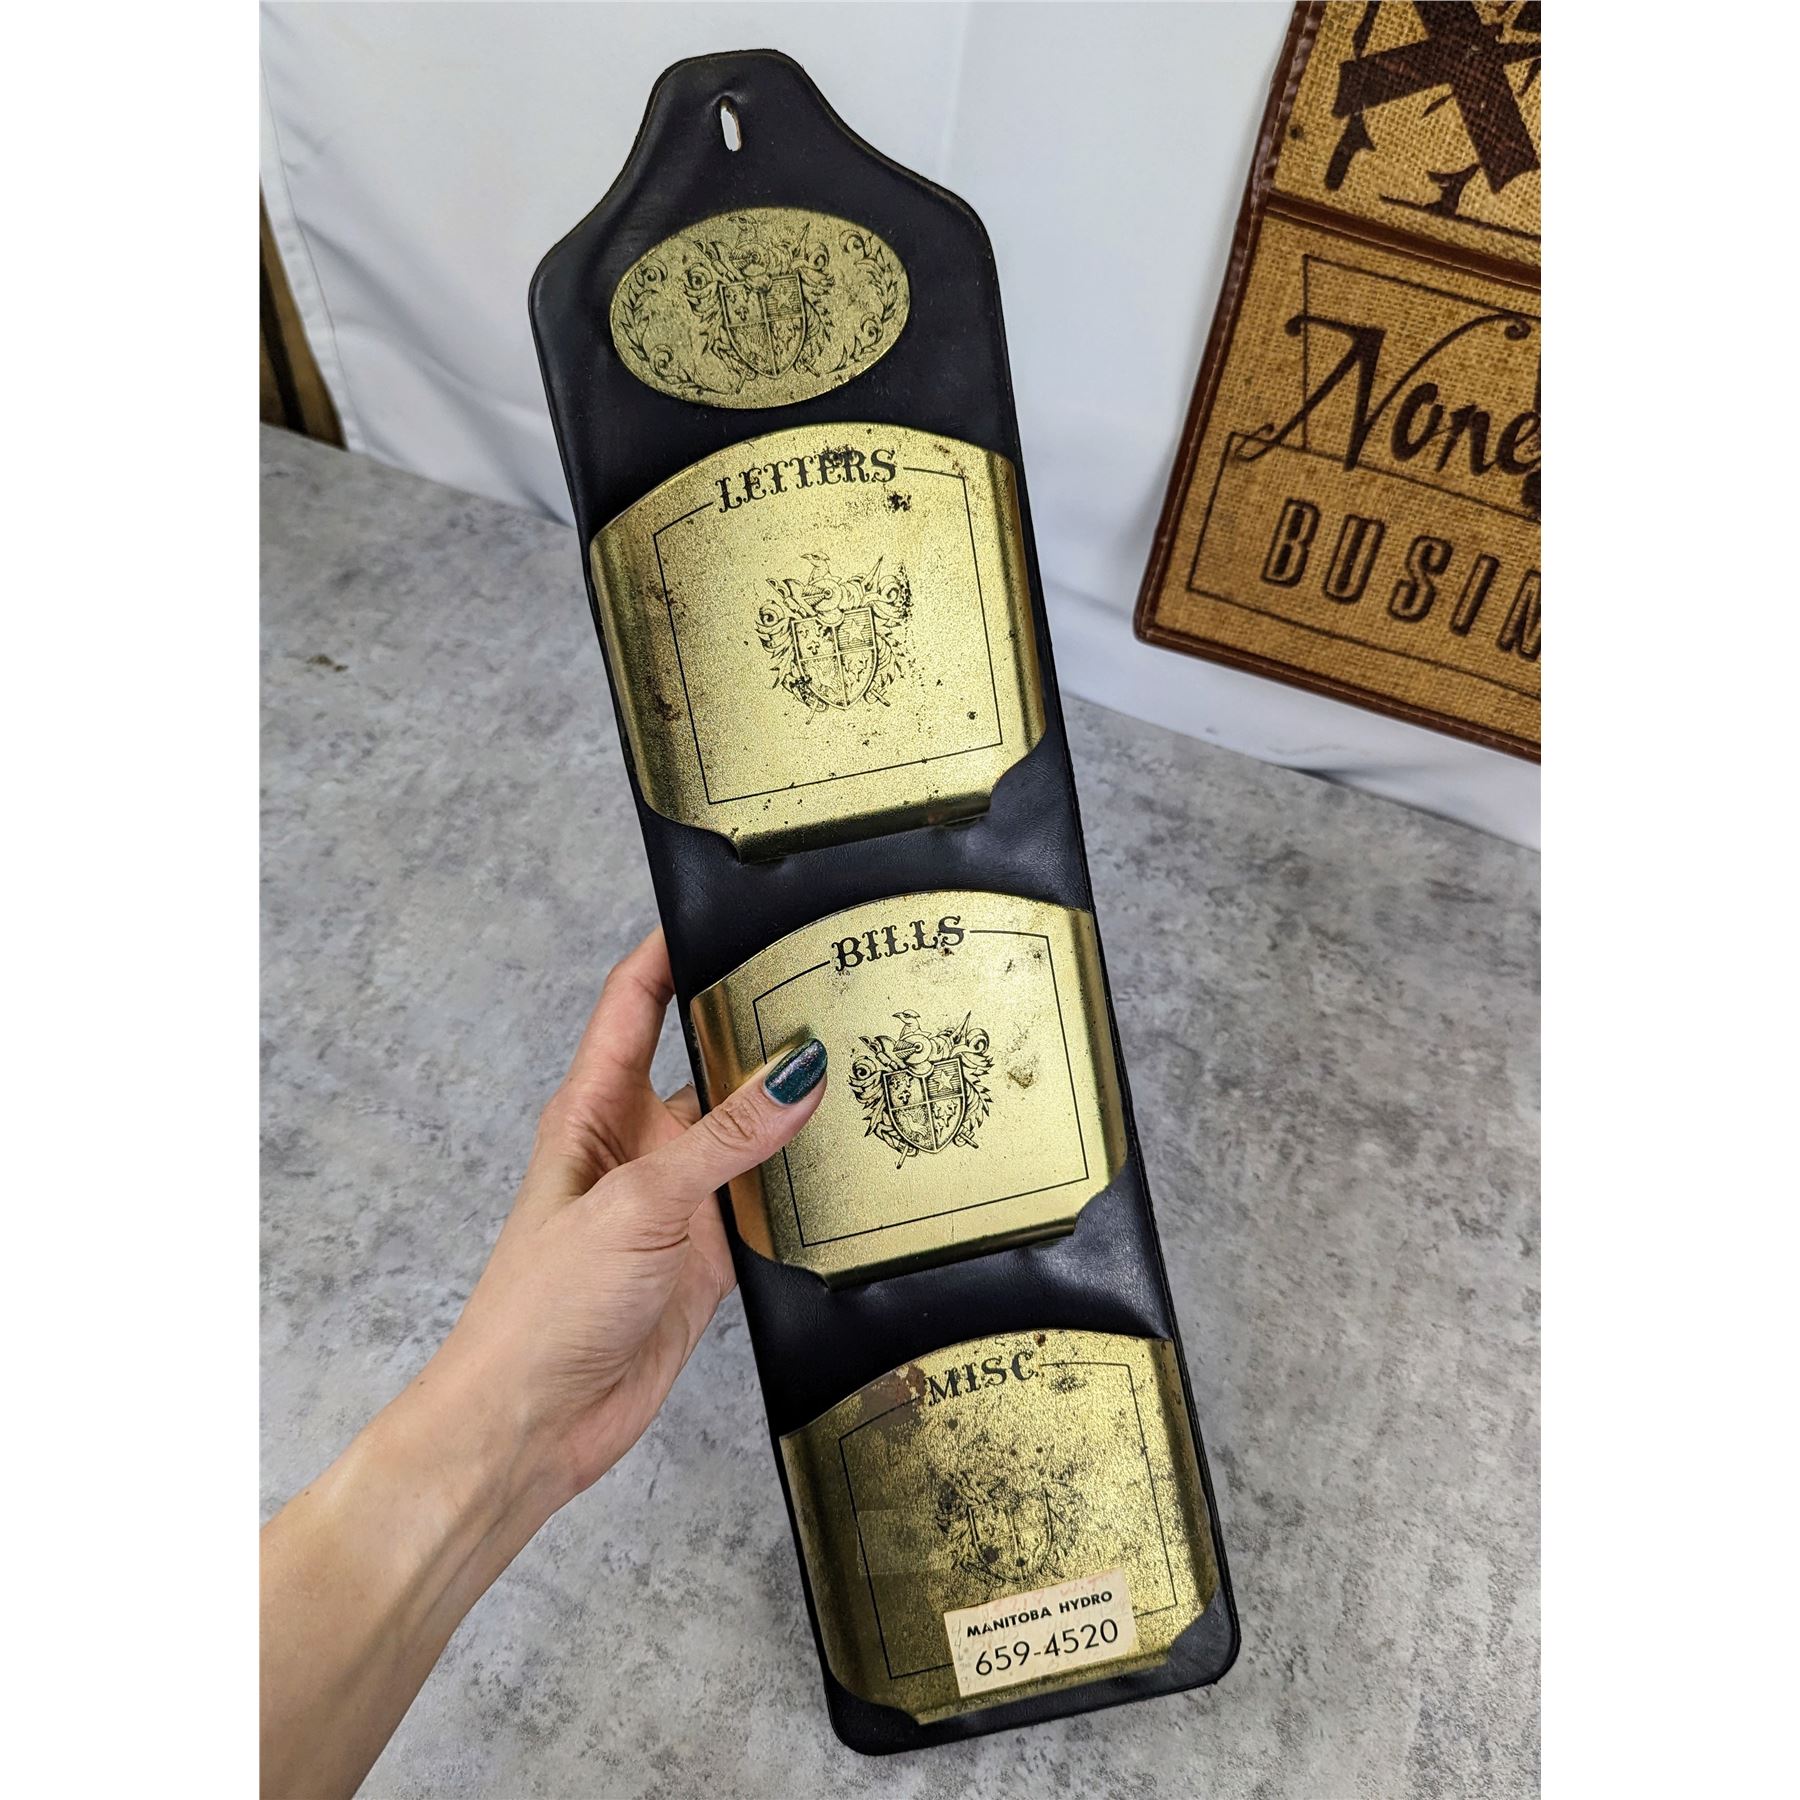 LETTERS
BILLS
MISC
MANITOBA HYDRO
659-4520
BUSIN